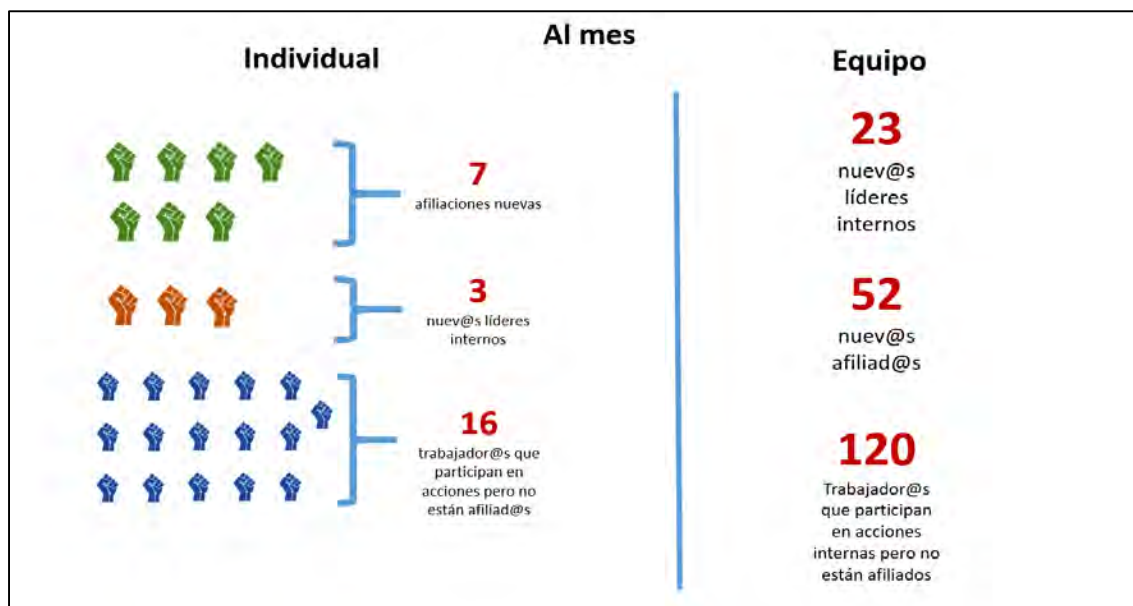 Al mes
Individual
7
afiliaciones nuevas
3
nuev@s líderes
internos
16
trabajador@s que
participan en
acciones pero no
están afiliad@s
Equipo
23
nuev@s
líderes
internos
52
nuev@s
afiliad@s
120
Trabajador@s
que participan
en acciones
internas pero no
están afiliados